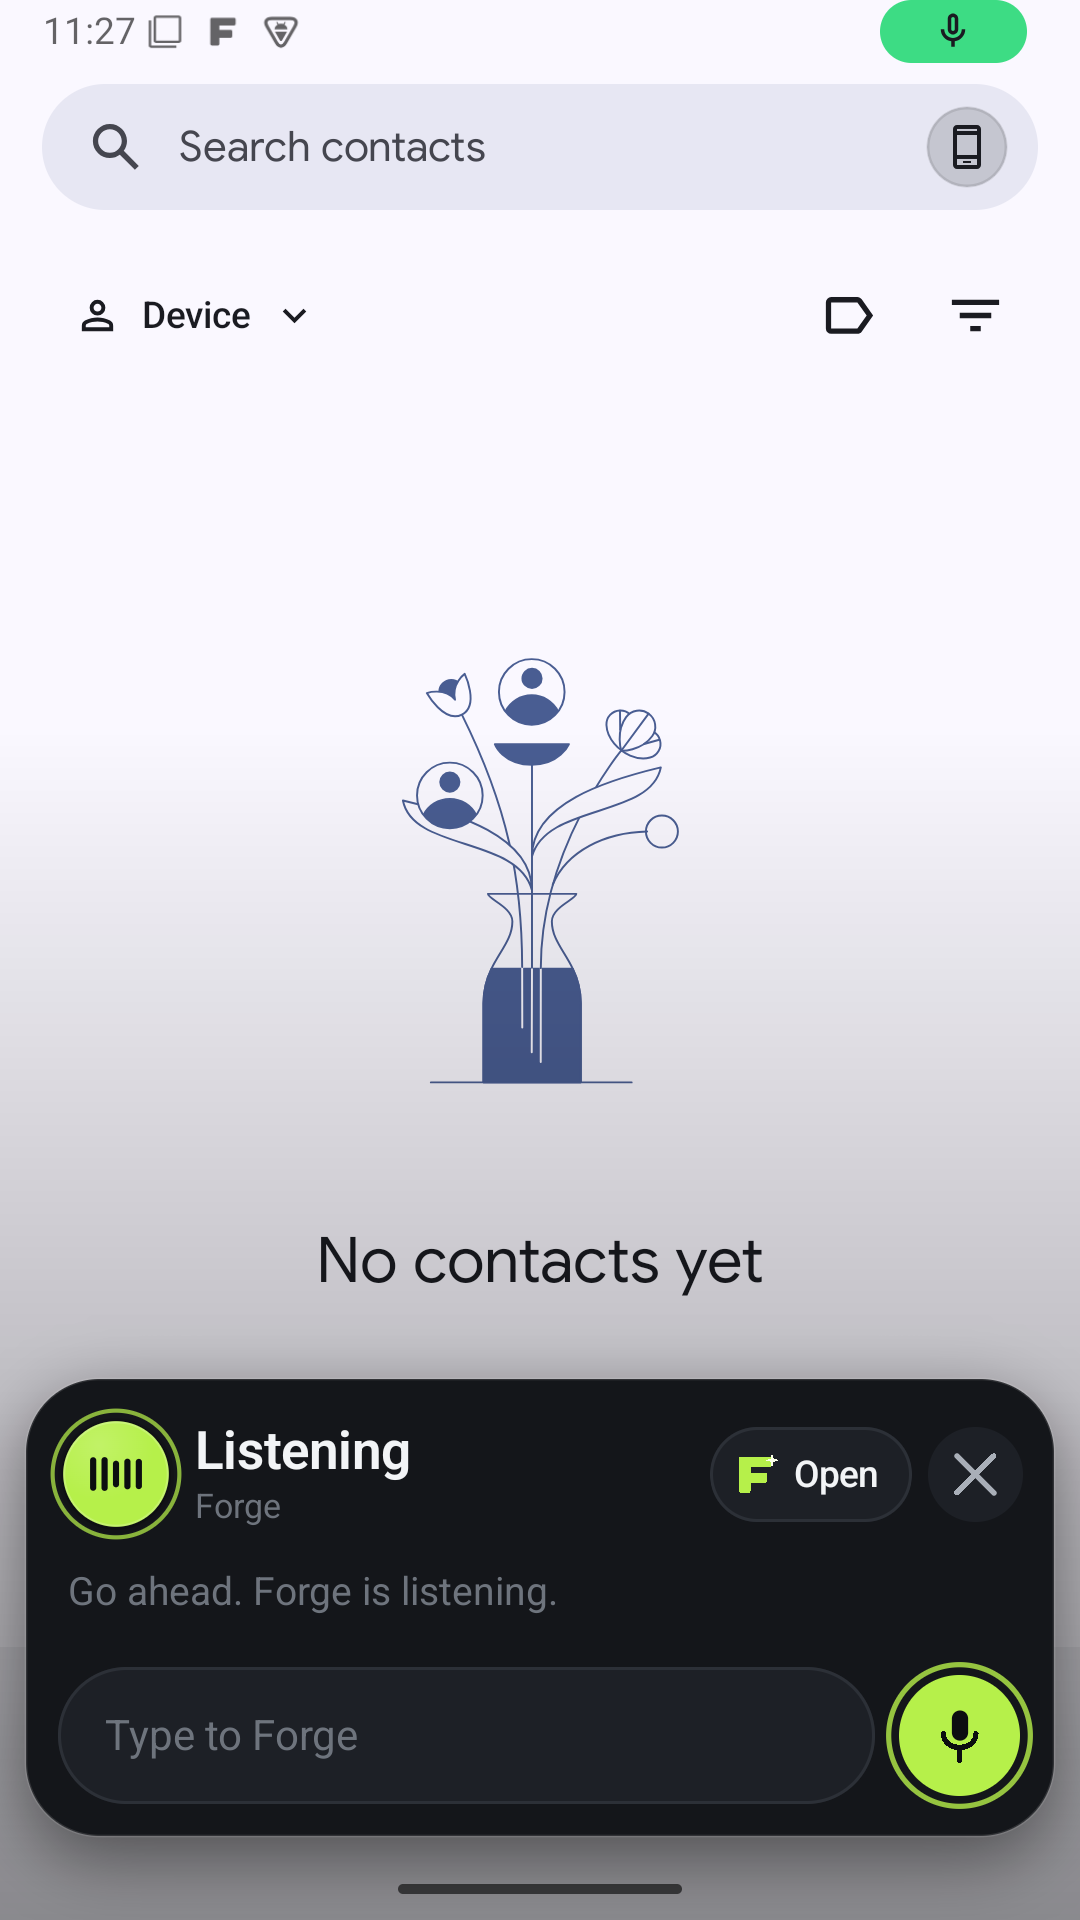 11:27
Search contacts
Device
No contacts yet
Listening
Forge
Open
Go ahead. Forge is listening.
Type to Forge